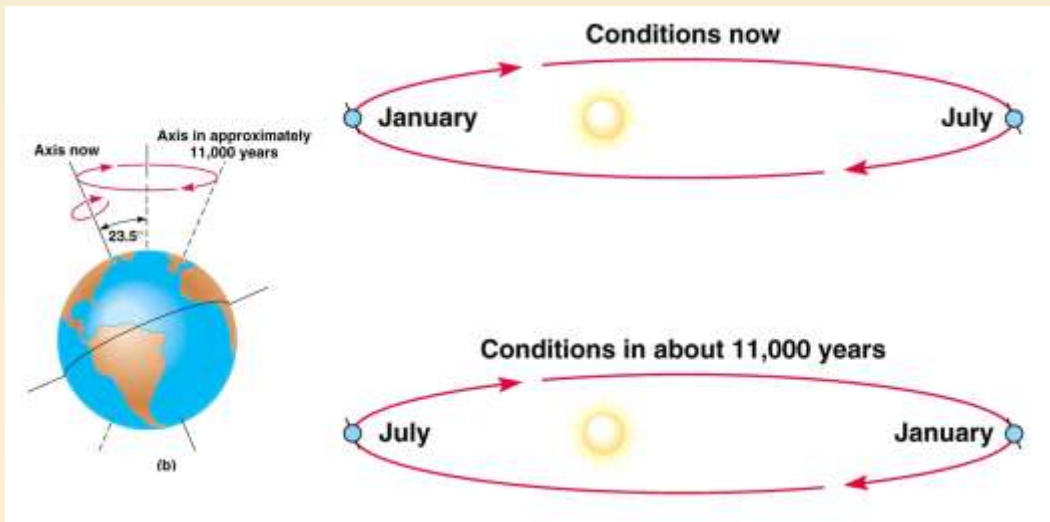 Conditions now
January
July
Axis now
Axis in approximately
11,000 years
23.5°
(b)
Conditions in about 11,000 years
July
January